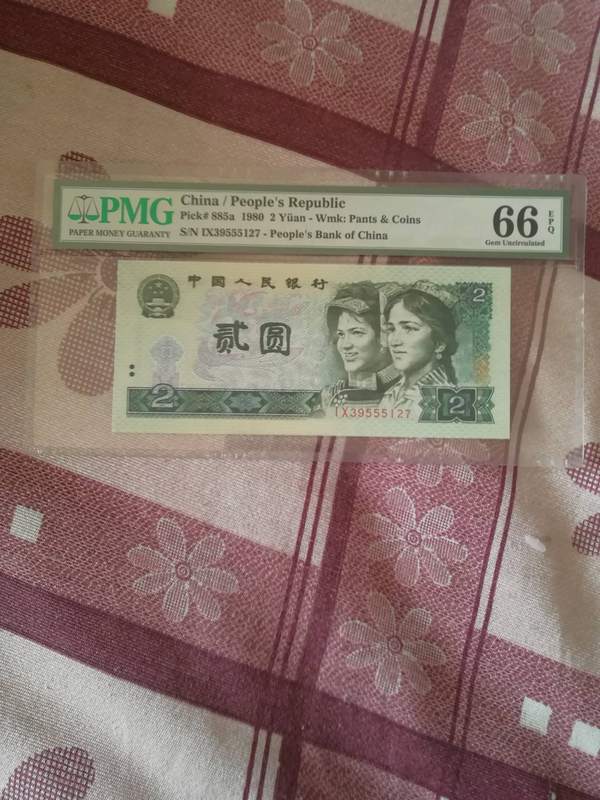 PMG
PAPER MONEY GUARANTY
China / People's Republic
Pick# 885a 1980 2 Yüan - Wmk: Pants & Coins
S/N IX39555127 - People's Bank of China
66 EPQ
Gem Uncirculated
中国人民银行
2
贰圆
2
IX39555127
2